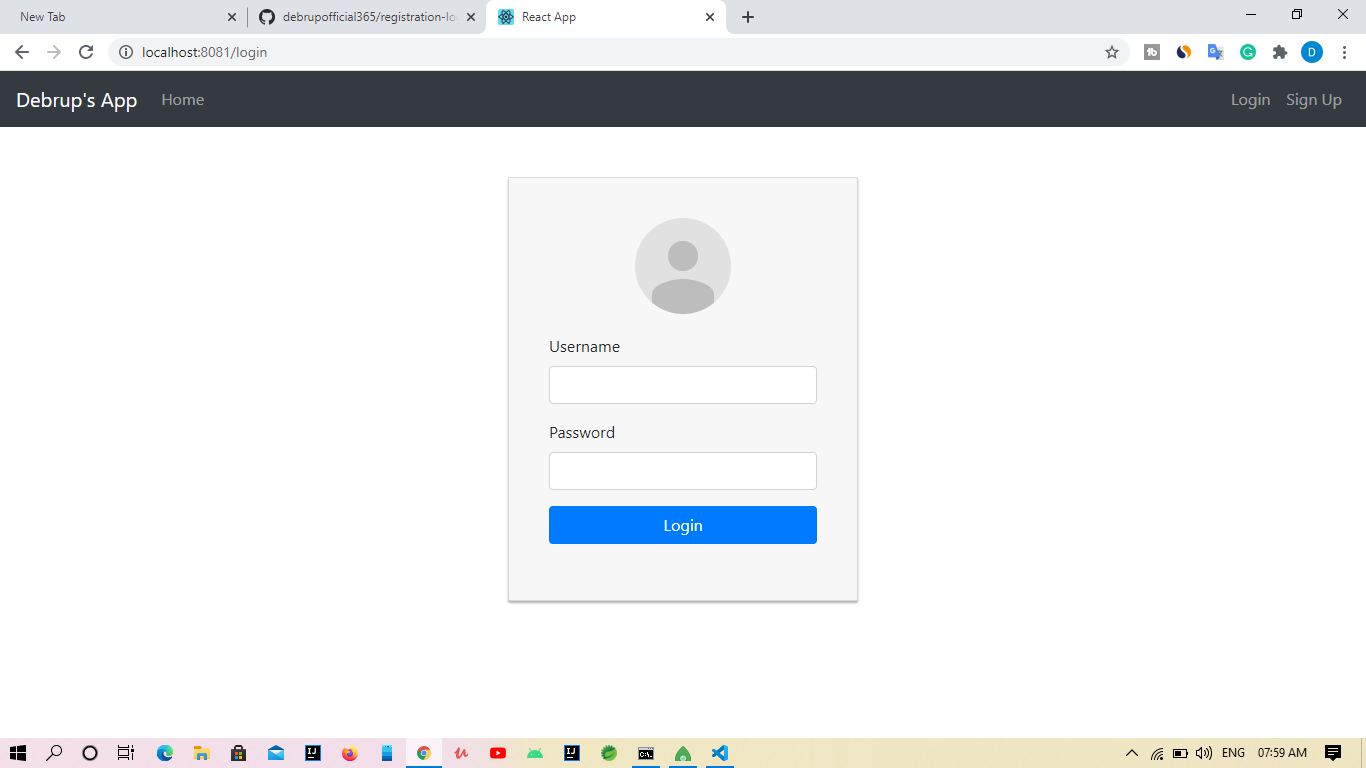 New Tab
debrupofficial365/registration-lo
React App
localhost:8081/login
D
Debrup's App
Home
Login
Sign Up
Username
Password
Login
ENG
07:59 AM